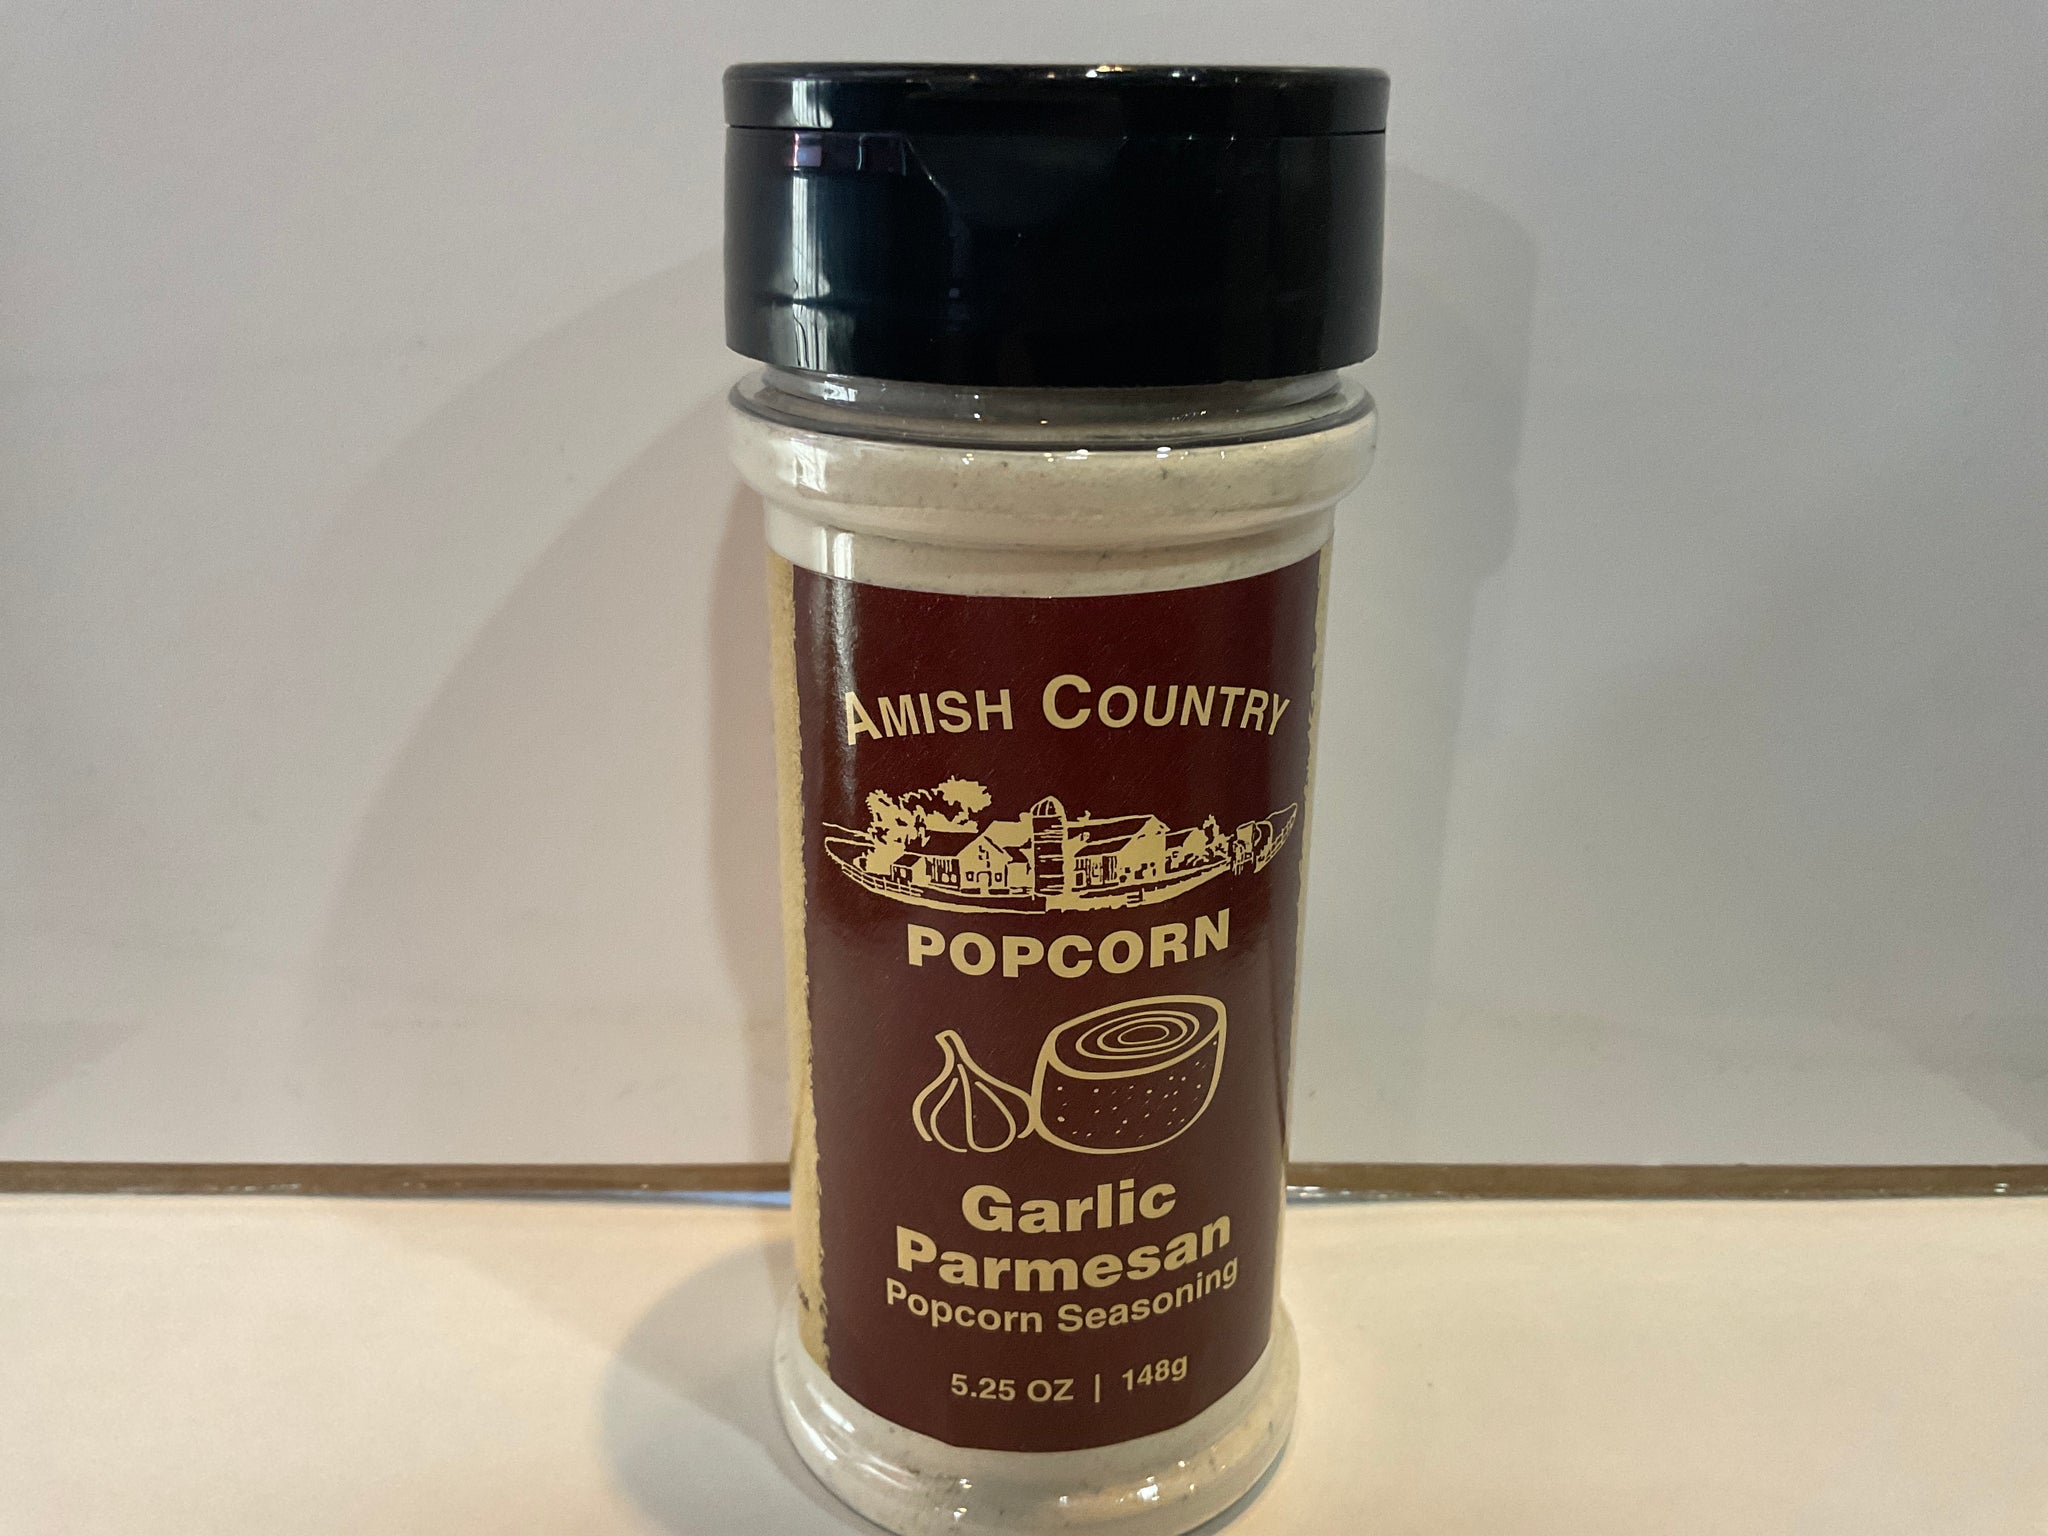 AMISH COUNTRY
POPCORN
Garlic
Parmesan
Popcorn Seasoning
5.25 OZ | 148g